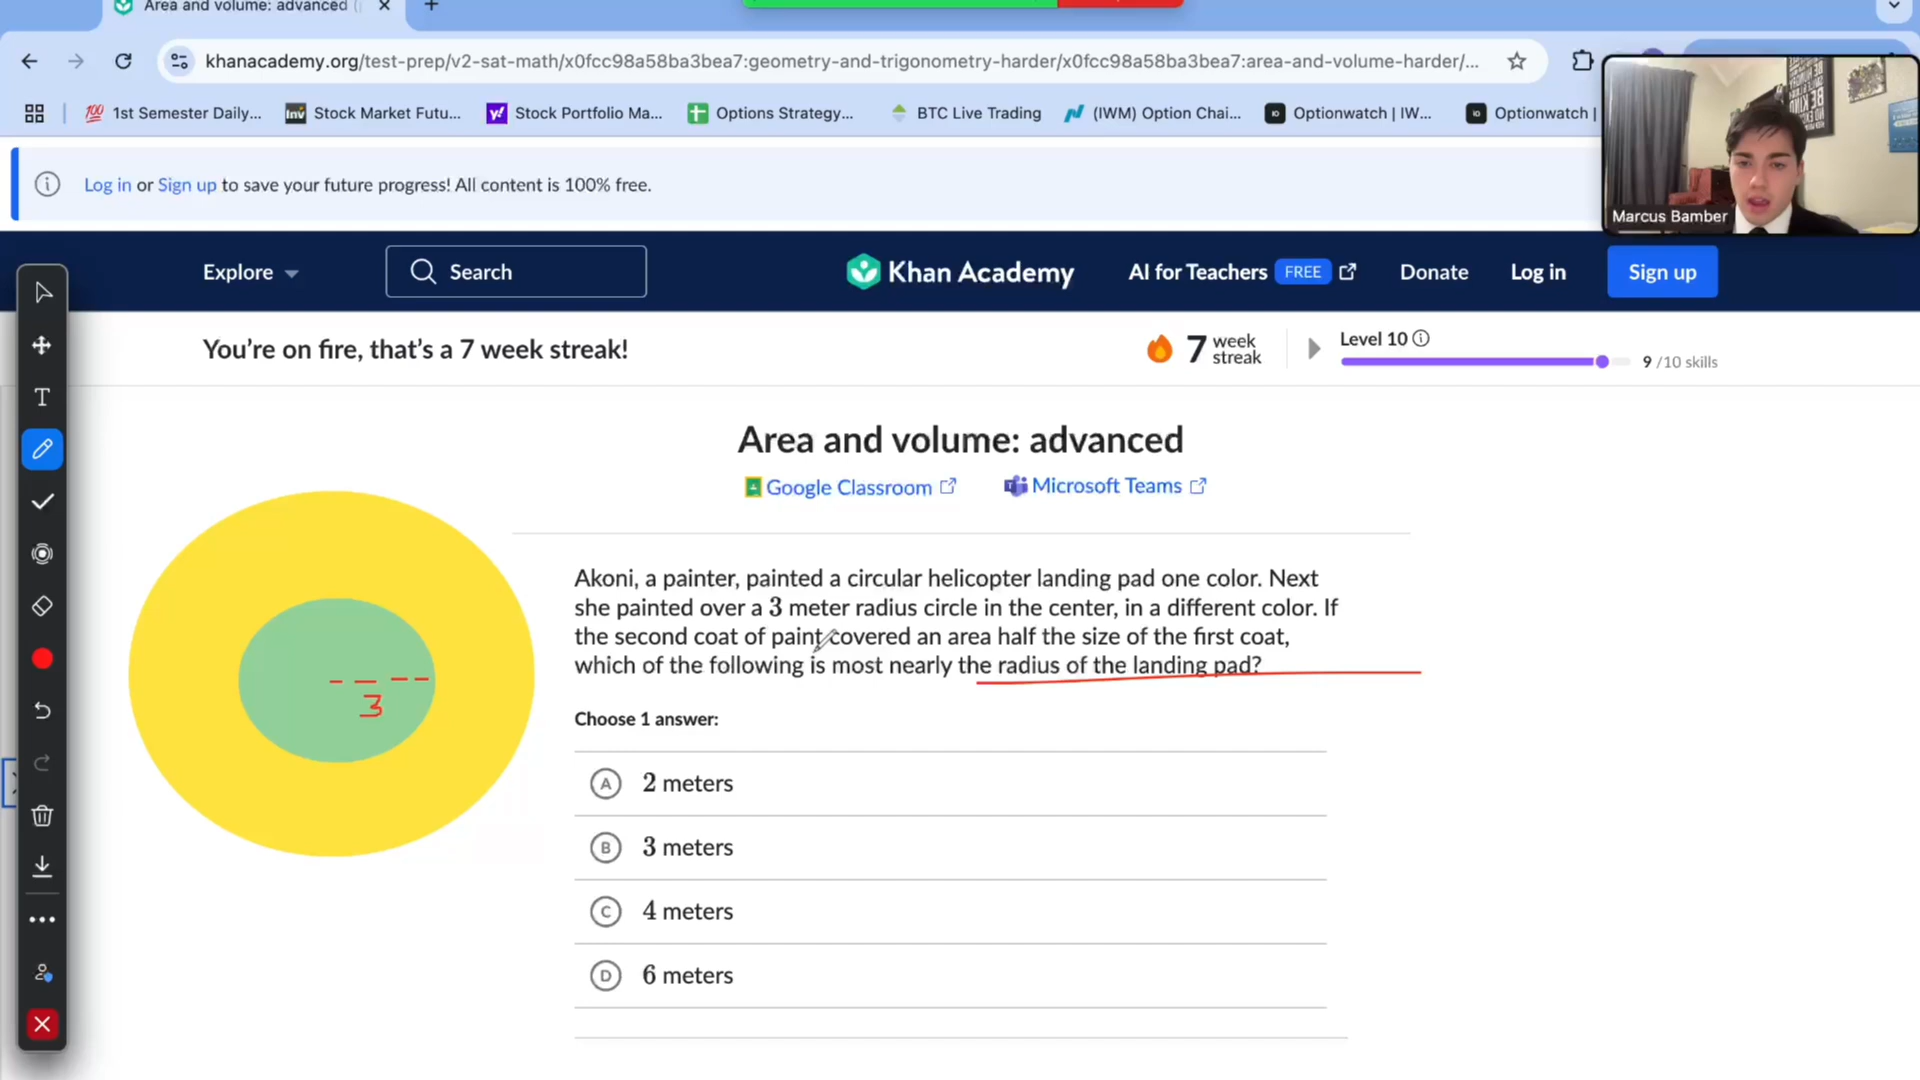 Area and volume: advanced (
khanacademy.org/test-prep/v2-sat-math/x0fcc98a58ba3bea7:geometry-and-trigonometry-harder/x0fcc98a58ba3bea7:area-and-volume-harder/...
1st Semester Daily...
Stock Market Futu...
Stock Portfolio Ma...
Options Strategy...
BTC Live Trading
(IWM) Option Chai...
Optionwatch | IW...
Optionwatch |
BE KIND
Marcus Bamber
Log in or Sign up to save your future progress! All content is 100% free.
Explore
Search
Khan Academy
AI for Teachers FREE
Donate
Log in
Sign up
You're on fire, that's a 7 week streak!
7 week streak
Level 10
9 /10 skills
Area and volume: advanced
Google Classroom
Microsoft Teams
3
Akoni, a painter, painted a circular helicopter landing pad one color. Next
she painted over a 3 meter radius circle in the center, in a different color. If
the second coat of paint covered an area half the size of the first coat,
which of the following is most nearly the radius of the landing pad?
Choose 1 answer:
A 2 meters
B 3 meters
C 4 meters
D 6 meters